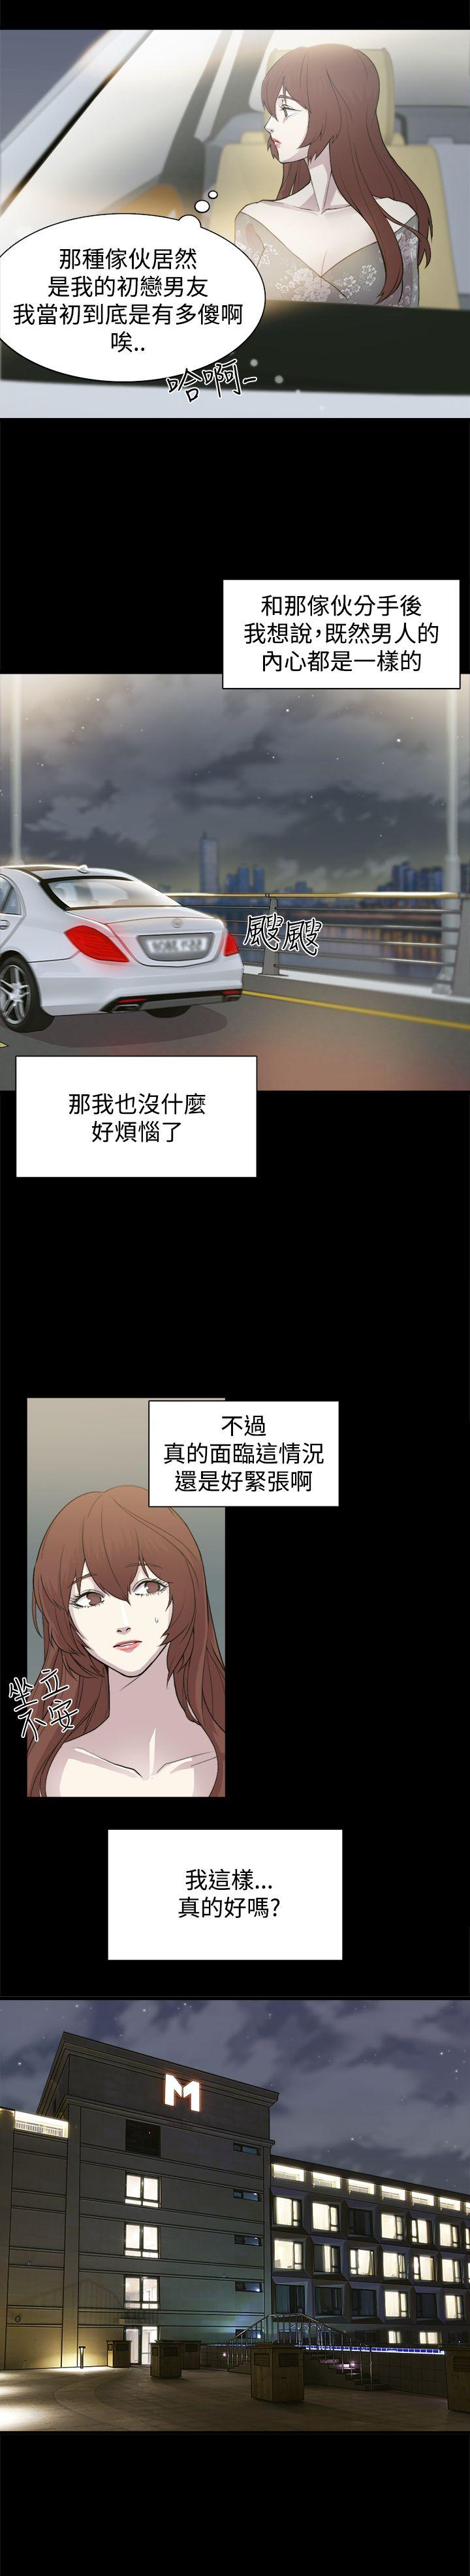 那種傢伙居然
是我的初戀男友
我當初到底是有多傻啊
唉..
哈啊~
和那傢伙分手後
我想說，既然男人的
內心都是一樣的
颼颼
那我也沒什麼
好煩惱了
不過
真的面臨這情況
還是好緊張啊
坐立
不安
我這樣...
真的好嗎?
M